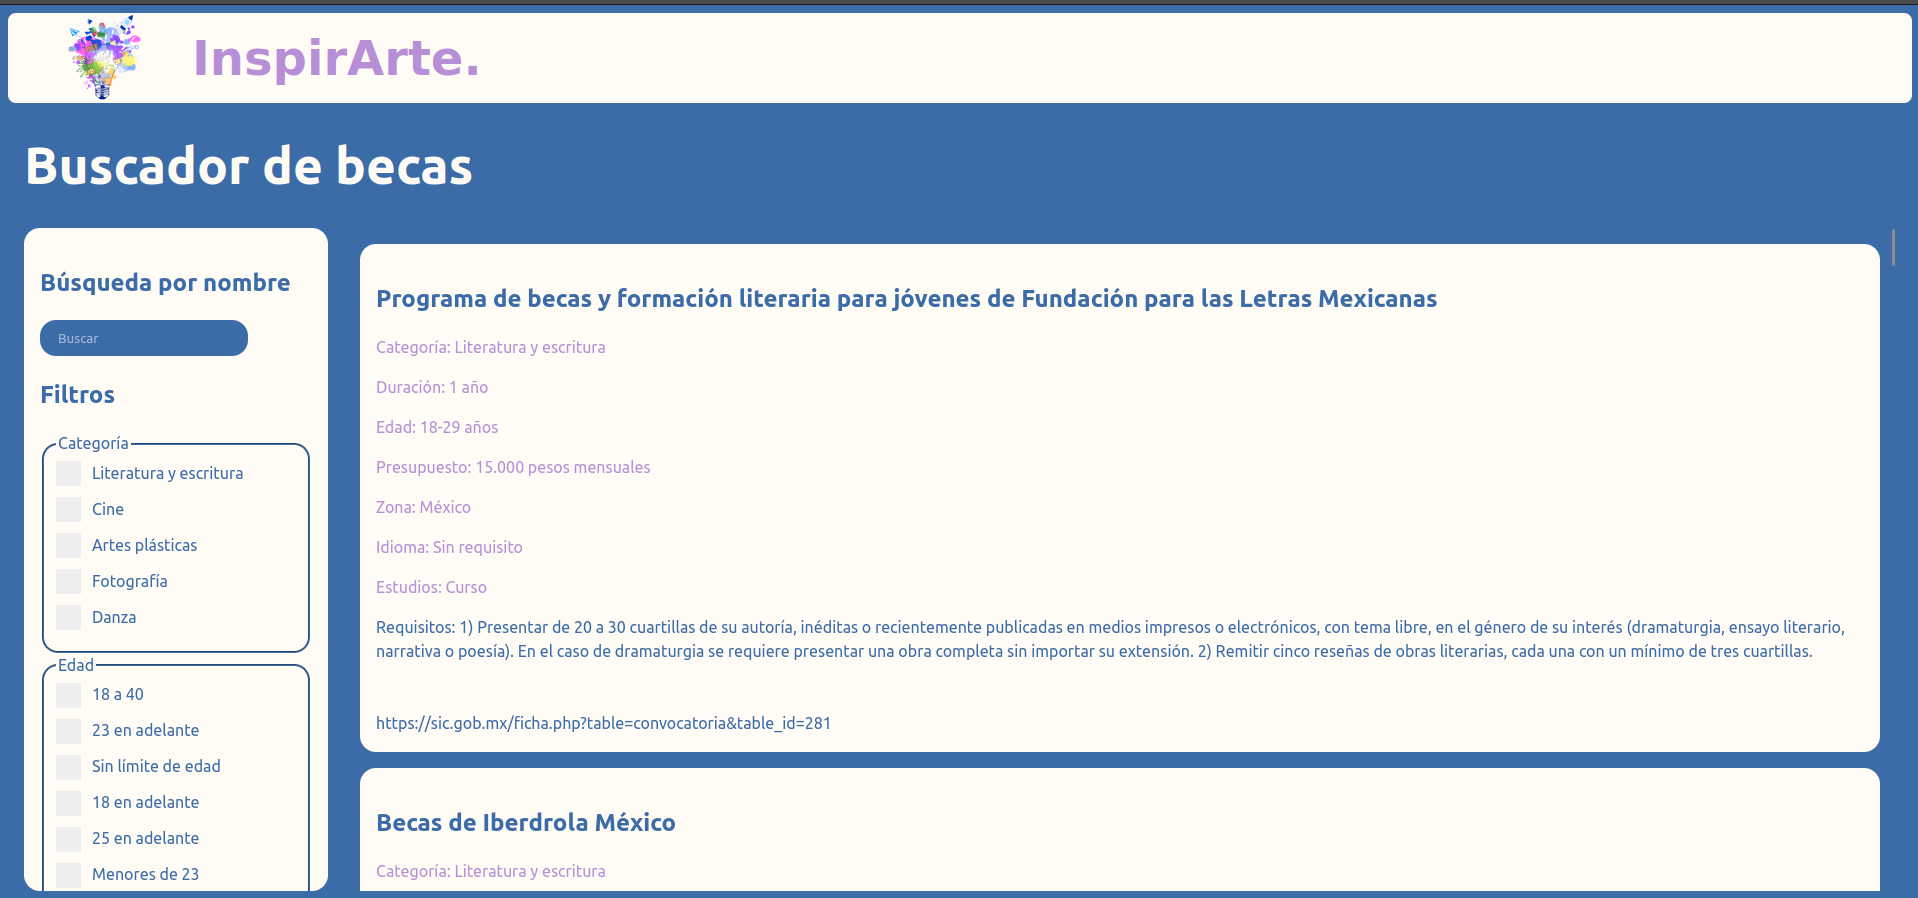 InspirArte.
Buscador de becas
Búsqueda por nombre
Buscar
Filtros
Categoría
Literatura y escritura
Cine
Artes plásticas
Fotografía
Danza
Edad
18 a 40
23 en adelante
Sin límite de edad
18 en adelante
25 en adelante
Menores de 23
Programa de becas y formación literaria para jóvenes de Fundación para las Letras Mexicanas
Categoría: Literatura y escritura
Duración: 1 año
Edad: 18-29 años
Presupuesto: 15.000 pesos mensuales
Zona: México
Idioma: Sin requisito
Estudios: Curso
Requisitos: 1) Presentar de 20 a 30 cuartillas de su autoría, inéditas o recientemente publicadas en medios impresos o electrónicos, con tema libre, en el género de su interés (dramaturgia, ensayo literario,
narrativa o poesía). En el caso de dramaturgia se requiere presentar una obra completa sin importar su extensión. 2) Remitir cinco reseñas de obras literarias, cada una con un mínimo de tres cuartillas.
https://sic.gob.mx/ficha.php?table=convocatoria&table_id=281
Becas de Iberdrola México
Categoría: Literatura y escritura